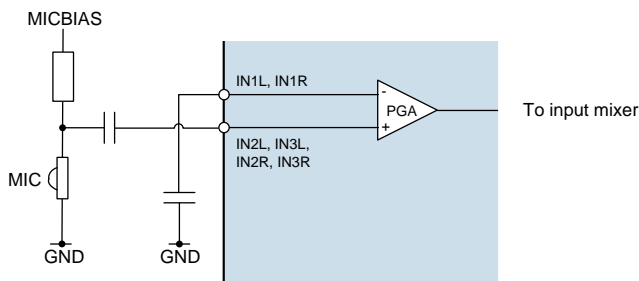 MICBIAS
IN1L, IN1R
-
PGA
+
To input mixer
IN2L, IN3L,
IN2R, IN3R
MIC
GND
GND